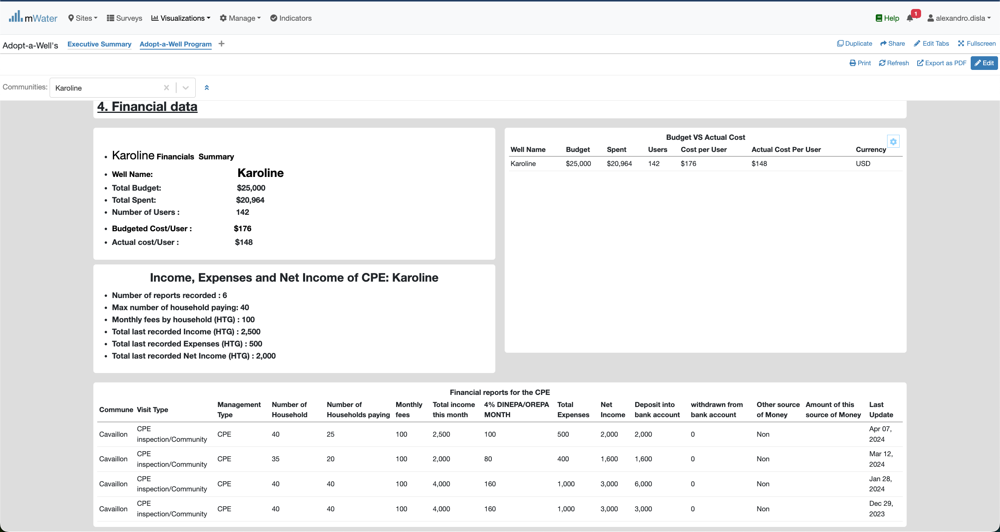 mWater Sites Surveys Visualizations Manage Indicators Help 1 alexandro.disla
Adopt-a-Well's Executive Summary Adopt-a-Well Program + Duplicate Share Edit Tabs Fullscreen
Print Refresh Export as PDF Edit
Communities: Karoline
4. Financial data
Karoline Financials Summary
Well Name: Karoline
Total Budget: $25,000
Total Spent: $20,964
Number of Users : 142
Budgeted Cost/User : $176
Actual cost/User : $148
Budget VS Actual Cost
Well Name Budget Spent Users Cost per User Actual Cost Per User Currency
Karoline $25,000 $20,964 142 $176 $148 USD
Income, Expenses and Net Income of CPE: Karoline
Number of reports recorded : 6
Max number of household paying: 40
Monthly fees by household (HTG) : 100
Total last recorded Income (HTG) : 2,500
Total last recorded Expenses (HTG) : 500
Total last recorded Net Income (HTG) : 2,000
Financial reports for the CPE
Commune Visit Type Management Type Number of Household Number of Households paying Monthly fees Total income this month 4% DINEPA/OREPA MONTH Total Expenses Net Income Deposit into bank account withdrawn from bank account Other source of Money Amount of this source of Money Last Update
Cavaillon CPE inspection/Community CPE 40 25 100 2,500 100 500 2,000 2,000 0 Non Apr 07, 2024
Cavaillon CPE inspection/Community CPE 35 20 100 2,000 80 400 1,600 1,600 0 Non Mar 12, 2024
Cavaillon CPE inspection/Community CPE 40 40 100 4,000 160 1,000 3,000 6,000 0 Non Jan 28, 2024
Cavaillon CPE inspection/Community CPE 40 40 100 4,000 160 1,000 3,000 3,000 0 Non Dec 29, 2023